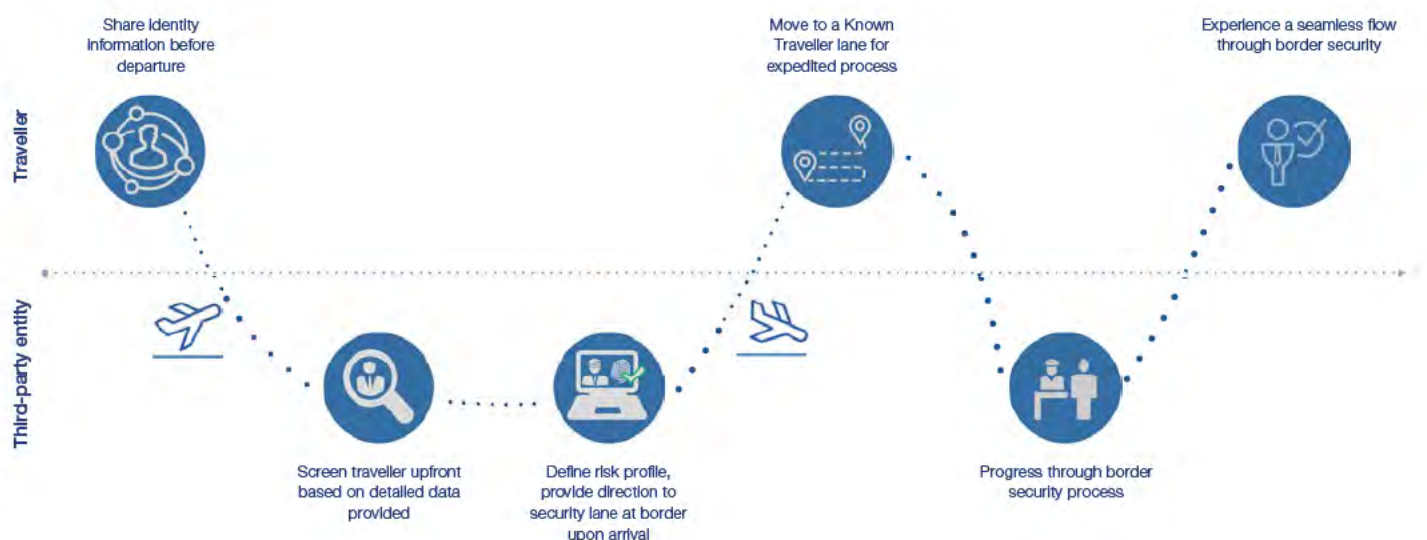 Share identity
information before
departure
Move to a Known
Traveller lane for
expedited process
Experience a seamless flow
through border security
Traveller
Third-party entity
Screen traveller upfront
based on detailed data
provided
Define risk profile,
provide direction to
security lane at border
upon arrival
Progress through border
security process